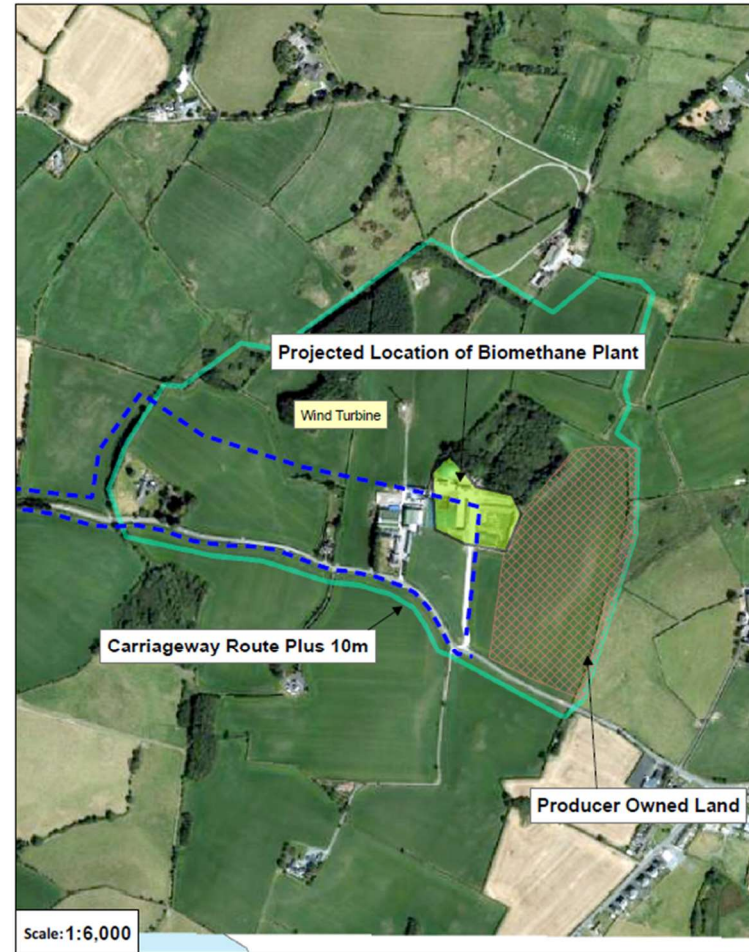 Projected Location of Biomethane Plant
Wind Turbine
Carriageway Route Plus 10m
Producer Owned Land
Scale:1:6,000